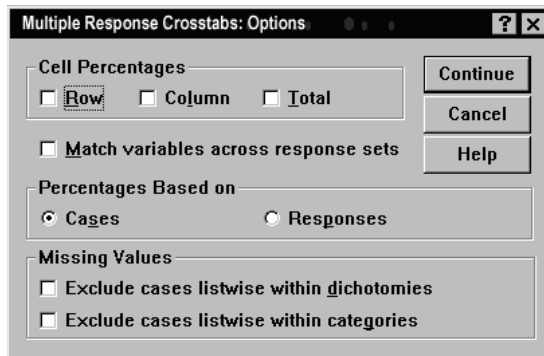 Multiple Response Crosstabs: Options
Cell Percentages
Row Column Total
Match variables across response sets
Percentages Based on
Cases Responses
Missing Values
Exclude cases listwise within dichotomies
Exclude cases listwise within categories
Continue
Cancel
Help